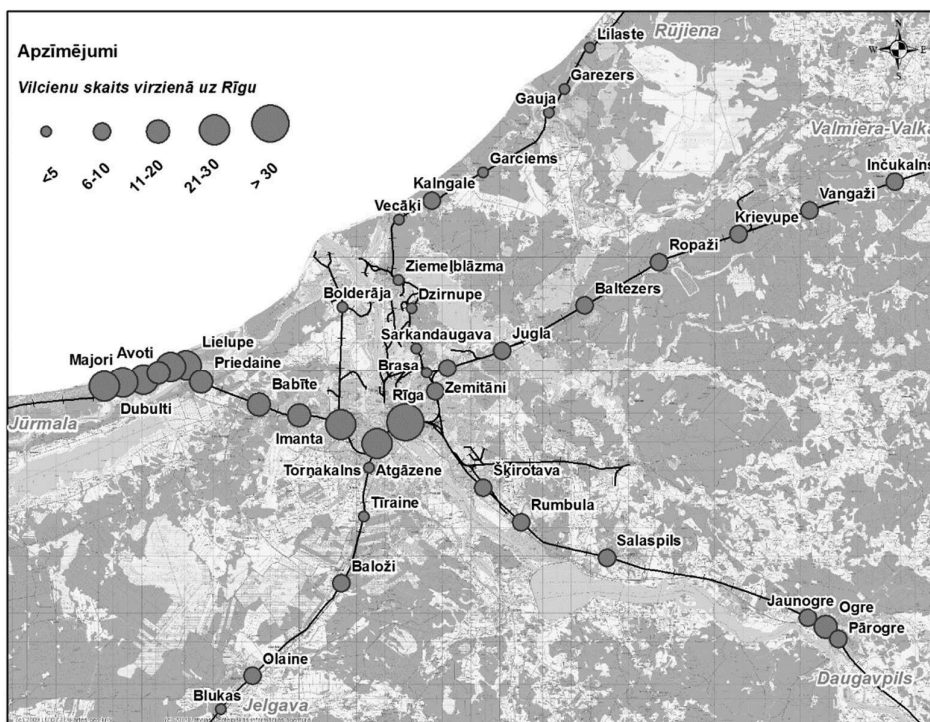 Apzīmējumi
Vilcienu skaits virzienā uz Rīgu
<5
6-10
11-20
21-30
> 30
N
W
E
S
Lilaste
Rūjiena
Garezers
Gauja
Valmiera-Valka
Garciems
Inčukalns
Kalngale
Vangaži
Vecāķi
Krievupe
Ropaži
Ziemeļblāzma
Bolderāja
Dzirnupe
Baltezers
Sarkandaugava
Jugla
Lielupe
Majori
Avoti
Priedaine
Brasa
Zemitāni
Dubulti
Babīte
Rīga
Jūrmala
Imanta
Torņakalns
Atgāzene
Šķirotava
Tīraine
Rumbula
Salaspils
Baloži
Jaunogre
Ogre
Pārogre
Olaine
Daugavpils
Blukas
Jelgava